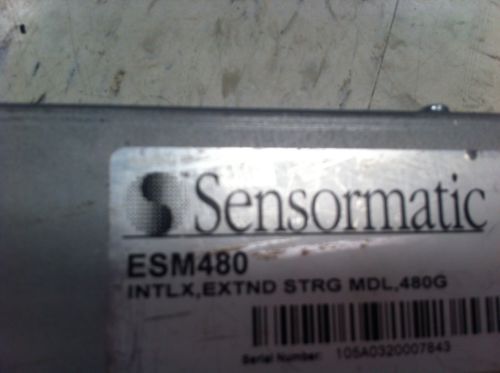 Sensormatic
ESM480
INTLX,EXTND STRG MDL,480G
Serial Number: 105A0320007843